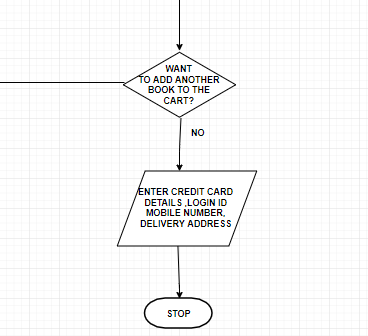 WANT
TO ADD ANOTHER
BOOK TO THE
CART?
NO
ENTER CREDIT CARD
DETAILS ,LOGIN ID
MOBILE NUMBER,
DELIVERY ADDRESS
STOP